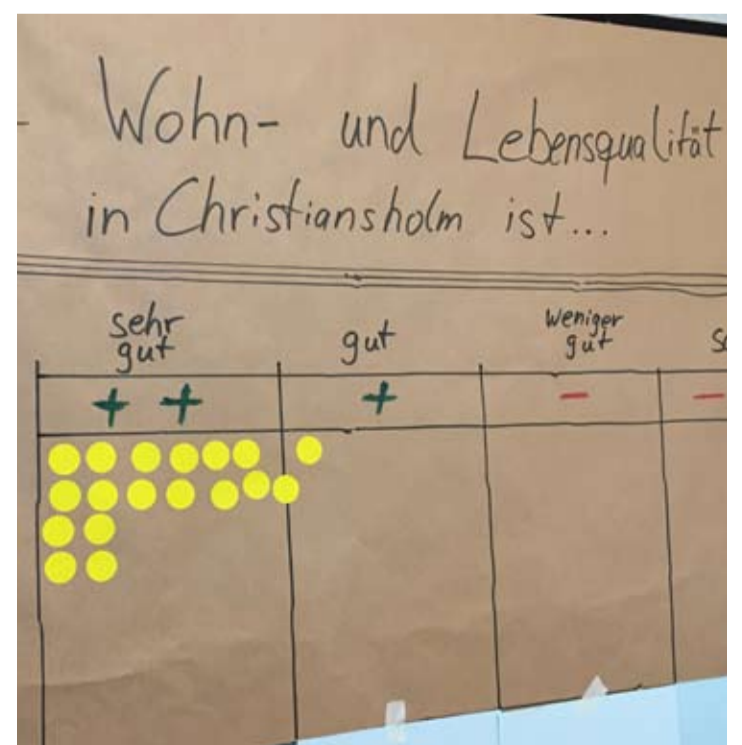 - Wohn- und Lebensqualität
in Christiansholm ist...
sehr gut
gut
weniger gut
+ +
+
-
-